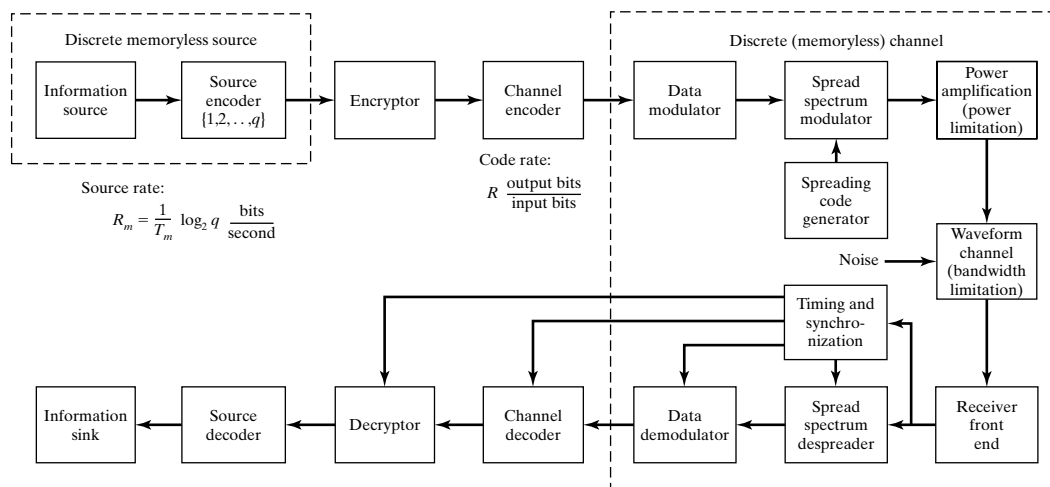 Discrete memoryless source
Discrete (memoryless) channel
Information
source
Source
encoder
{1,2, . . ,q}
Encryptor
Channel
encoder
Data
modulator
Spread
spectrum
modulator
Power
amplification
(power
limitation)
Source rate:
R_m = 1/T_m log_2 q bits/second
Code rate:
R output bits/input bits
Spreading
code
generator
Noise
Waveform
channel
(bandwidth
limitation)
Timing and
synchro-
nization
Information
sink
Source
decoder
Decryptor
Channel
decoder
Data
demodulator
Spread
spectrum
despreader
Receiver
front
end